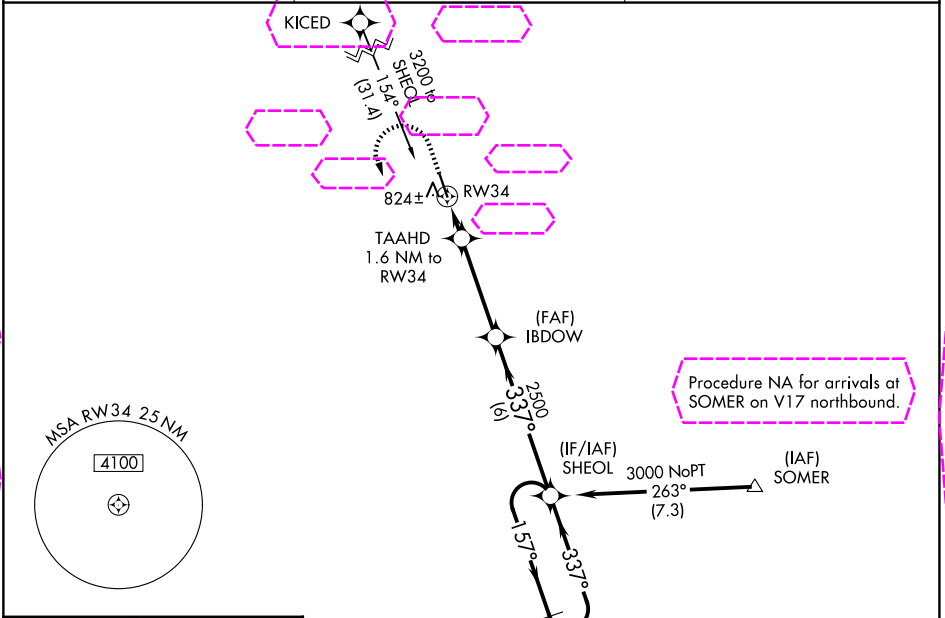 KICED
3200 to
SHEOL
154°
(31.4)
824±
RW34
TAAHD
1.6 NM to
RW34
(FAF)
IBDOW
2500
337°
(6)
Procedure NA for arrivals at
SOMER on V17 northbound.
MSA RW34 25 NM
4100
(IF/IAF)
SHEOL
3000 NoPT
263°
(7.3)
(IAF)
SOMER
157°
337°